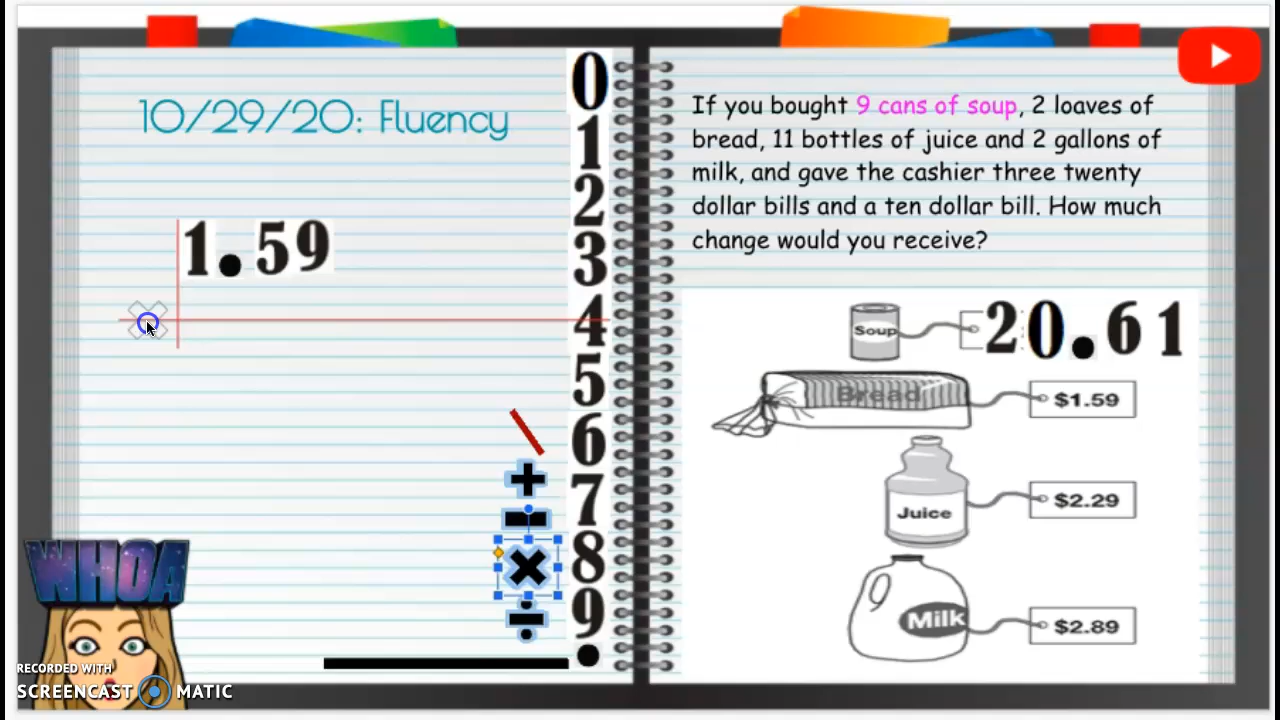 10/29/20: Fluency
1.59
0
1
2
3
4
5
6
7
8
9
.
+
-
×
÷
WHOA
RECORDED WITH
SCREENCAST MATIC
If you bought 9 cans of soup, 2 loaves of
bread, 11 bottles of juice and 2 gallons of
milk, and gave the cashier three twenty
dollar bills and a ten dollar bill. How much
change would you receive?
Soup
20.61
Bread
$1.59
Juice
$2.29
Milk
$2.89